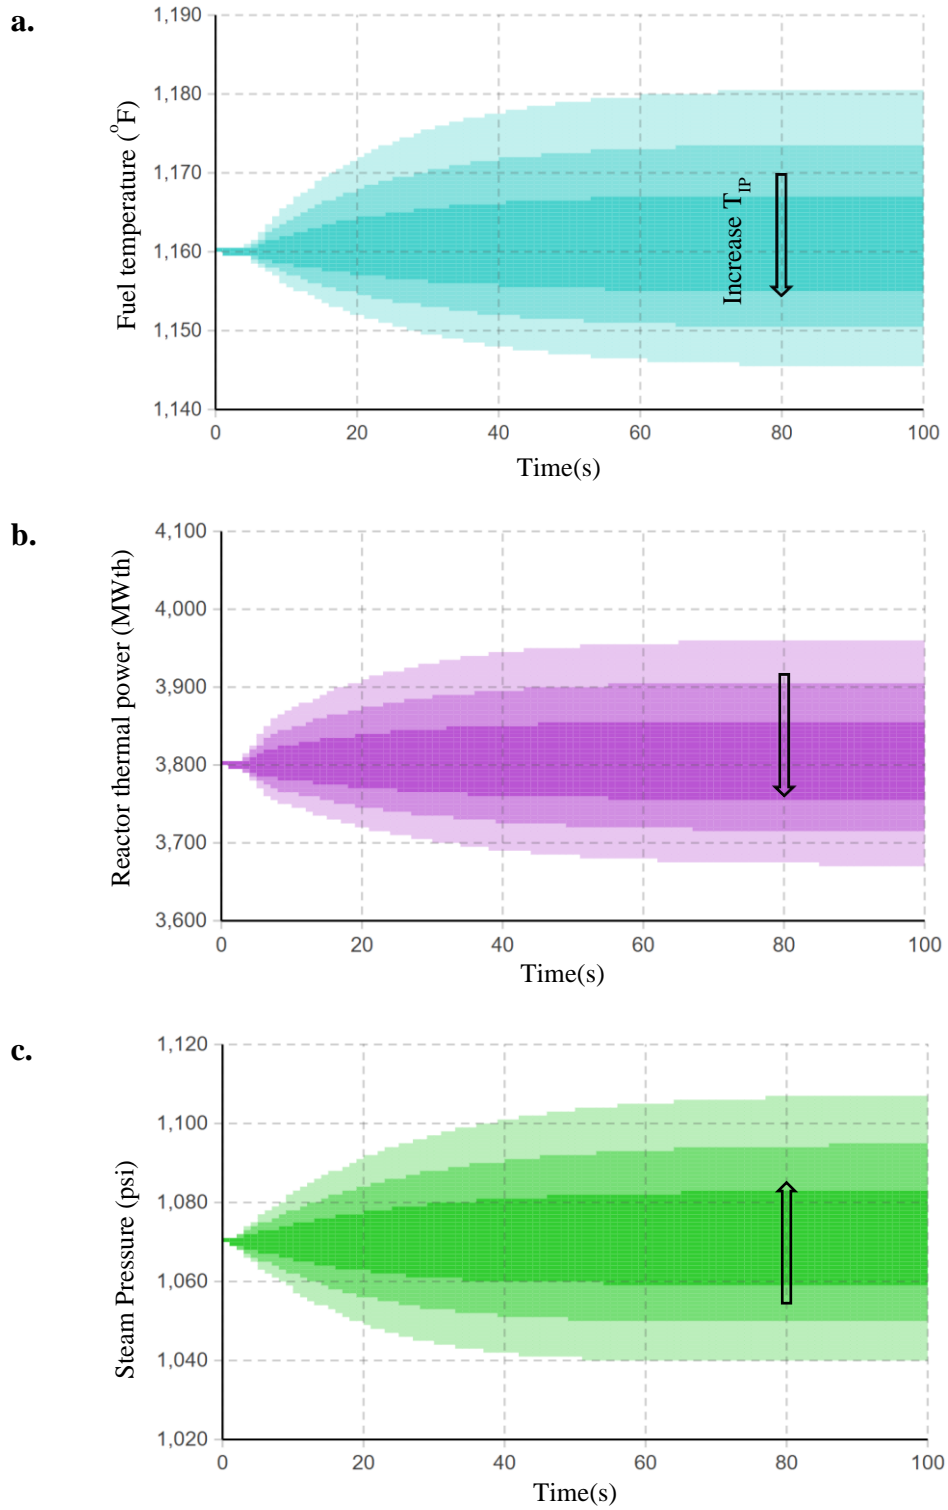 a.
Fuel temperature (°F)
1,190
1,180
1,170
1,160
1,150
1,140
Increase T_IP
0 20 40 60 80 100
Time(s)
b.
Reactor thermal power (MWth)
4,100
4,000
3,900
3,800
3,700
3,600
0 20 40 60 80 100
Time(s)
c.
Steam Pressure (psi)
1,120
1,100
1,080
1,060
1,040
1,020
0 20 40 60 80 100
Time(s)